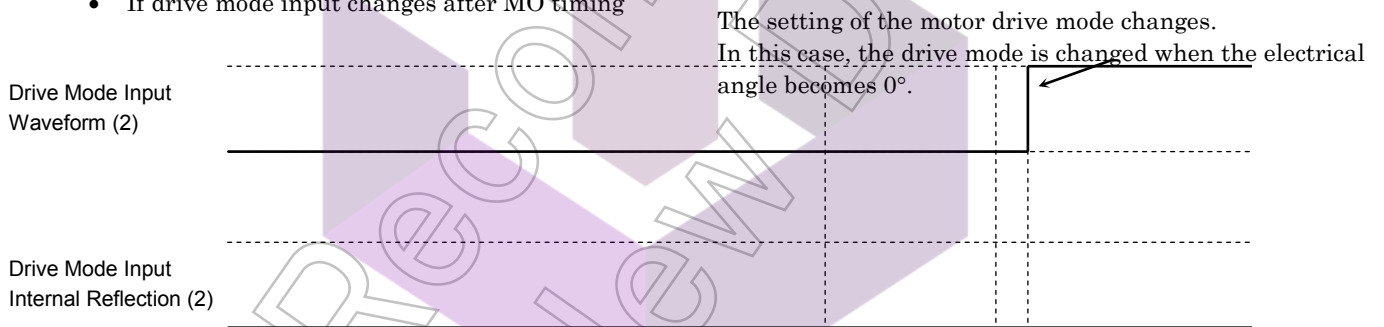 • If drive mode input changes after MO timing
The setting of the motor drive mode changes.
In this case, the drive mode is changed when the electrical
angle becomes 0°.
Drive Mode Input
Waveform (2)
Drive Mode Input
Internal Reflection (2)